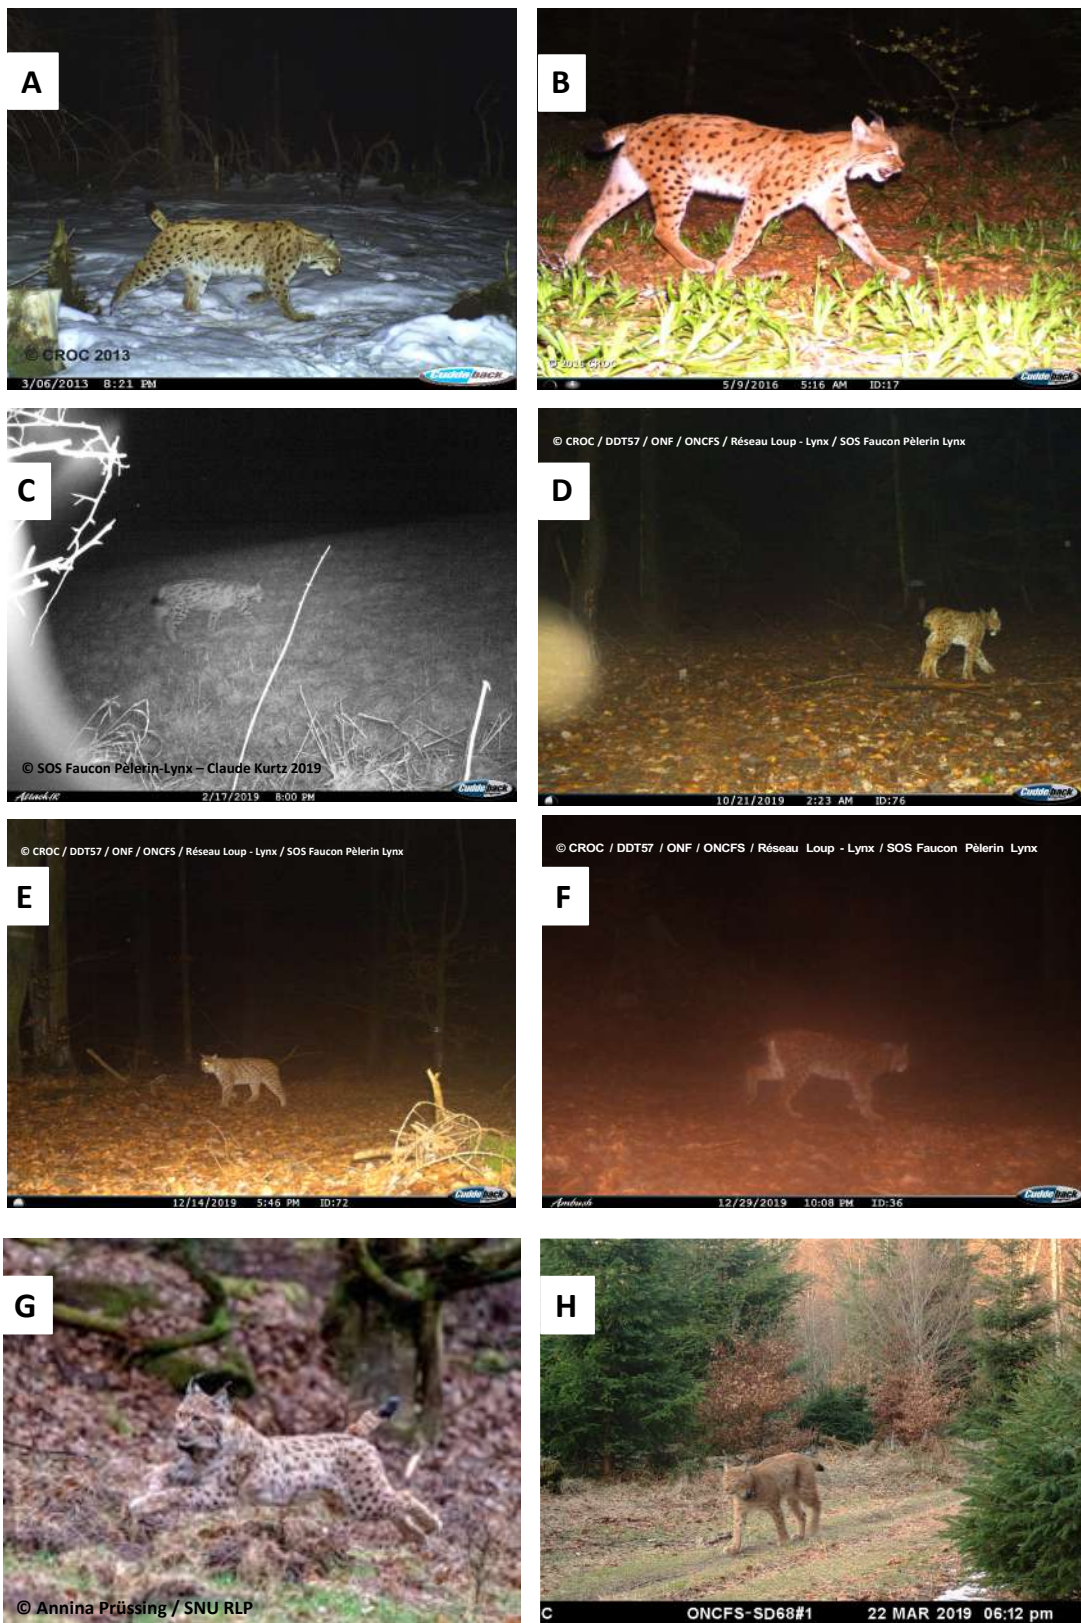 A
© CROC 2013
3/06/2013 8:21 PM
Cuddeback
B
© 2016 CROC
5/9/2016 5:16 AM ID:17
Cuddeback
C
© SOS Faucon Pèlerin-Lynx – Claude Kurtz 2019
AttackIR
2/17/2019 8:00 PM
Cuddeback
© CROC / DDT57 / ONF / ONCFS / Réseau Loup - Lynx / SOS Faucon Pèlerin Lynx
D
10/21/2019 2:23 AM ID:76
Cuddeback
© CROC / DDT57 / ONF / ONCFS / Réseau Loup - Lynx / SOS Faucon Pèlerin Lynx
E
12/14/2019 5:46 PM ID:72
Cuddeback
© CROC / DDT57 / ONF / ONCFS / Réseau Loup - Lynx / SOS Faucon Pèlerin Lynx
F
Ambush
12/29/2019 10:08 PM ID:36
Cuddeback
G
© Annina Prüssing / SNU RLP
H
C ONCFS-SD68#1 22 MAR 2019 06:12 pm